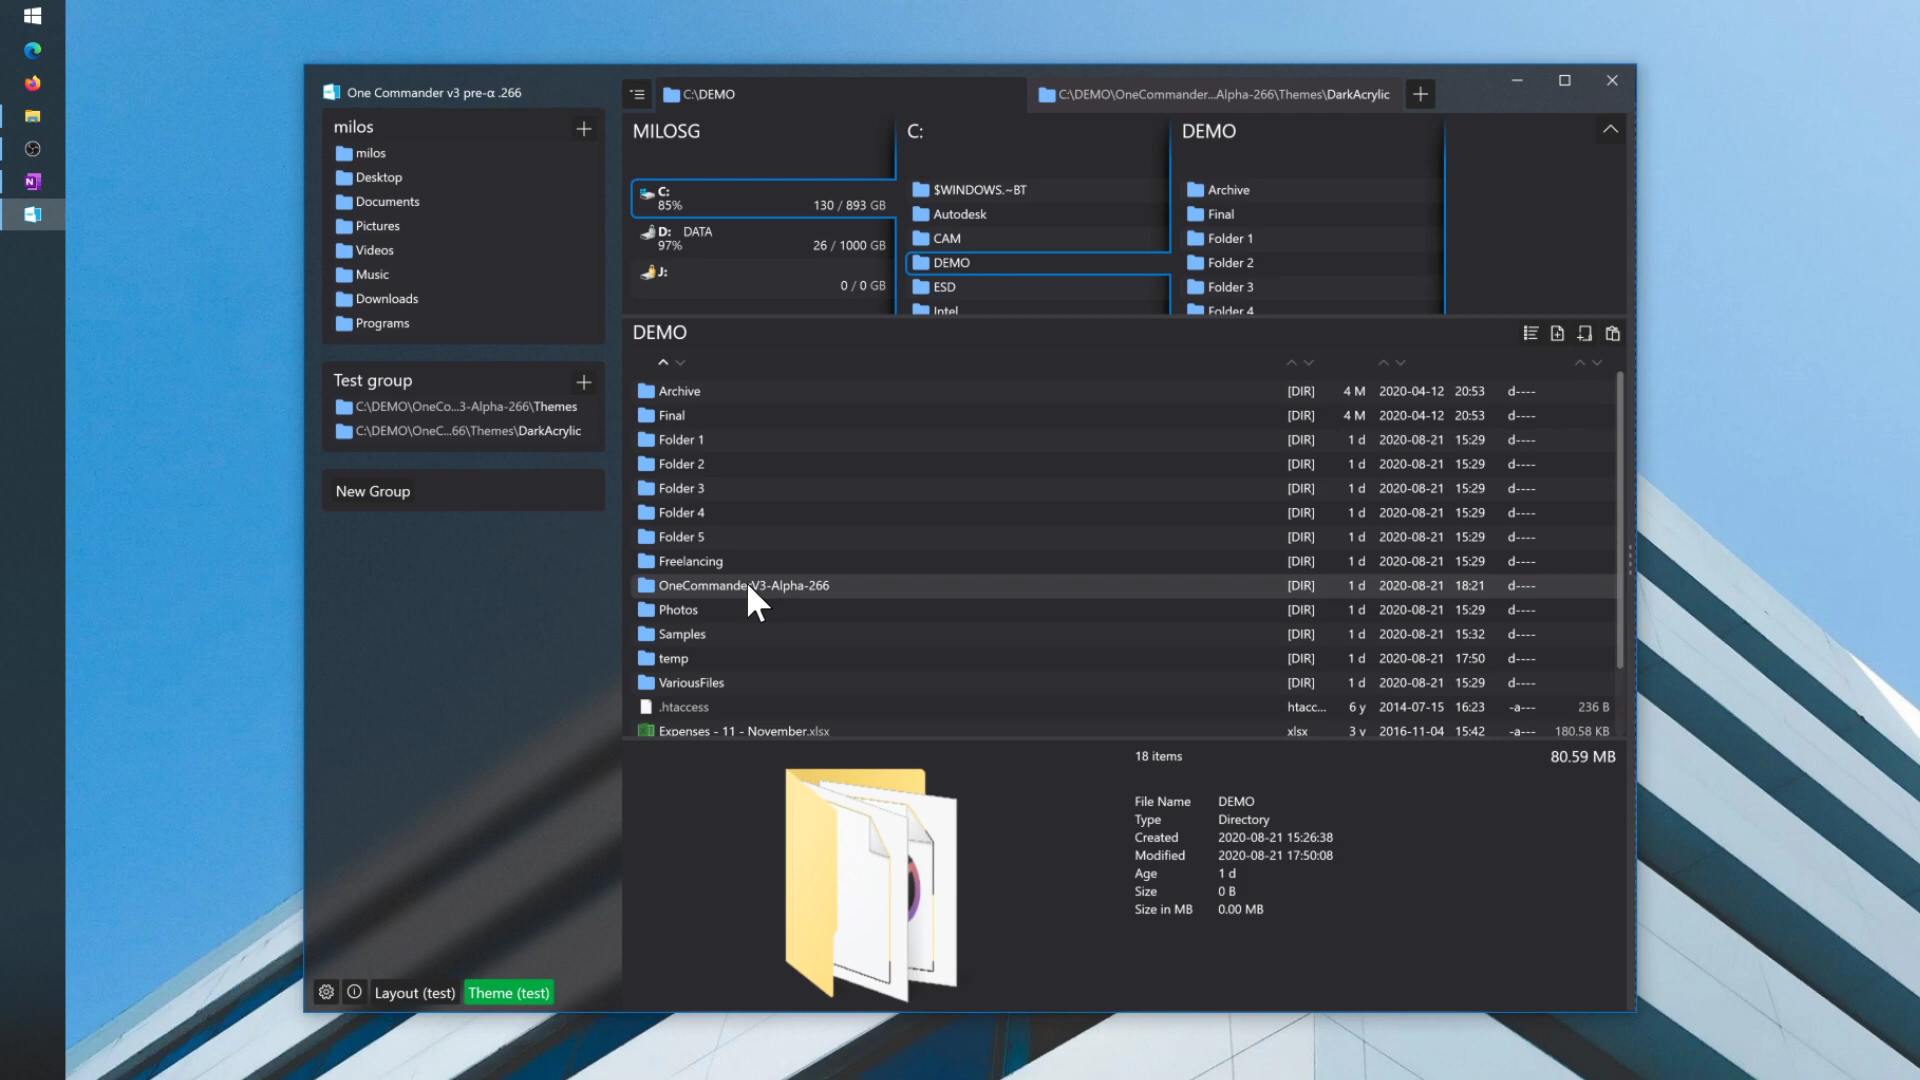 One Commander v3 pre-α .266
milos
milos
Desktop
Documents
Pictures
Videos
Music
Downloads
Programs
Test group
C:\DEMO\OneCo...3-Alpha-266\Themes
C:\DEMO\OneC...66\Themes\DarkAcrylic
New Group
Layout (test)
Theme (test)
C:\DEMO
C:\DEMO\OneCommander...Alpha-266\Themes\DarkAcrylic
MILOSG
C:
85% 130 / 893 GB
D: DATA
97% 26 / 1000 GB
J:
0 / 0 GB
C:
$WINDOWS.~BT
Autodesk
CAM
DEMO
ESD
Intel
DEMO
Archive
Final
Folder 1
Folder 2
Folder 3
Folder 4
DEMO
Archive [DIR] 4 M 2020-04-12 20:53 d----
Final [DIR] 4 M 2020-04-12 20:53 d----
Folder 1 [DIR] 1 d 2020-08-21 15:29 d----
Folder 2 [DIR] 1 d 2020-08-21 15:29 d----
Folder 3 [DIR] 1 d 2020-08-21 15:29 d----
Folder 4 [DIR] 1 d 2020-08-21 15:29 d----
Folder 5 [DIR] 1 d 2020-08-21 15:29 d----
Freelancing [DIR] 1 d 2020-08-21 15:29 d----
OneCommanderV3-Alpha-266 [DIR] 1 d 2020-08-21 18:21 d----
Photos [DIR] 1 d 2020-08-21 15:29 d----
Samples [DIR] 1 d 2020-08-21 15:32 d----
temp [DIR] 1 d 2020-08-21 17:50 d----
VariousFiles [DIR] 1 d 2020-08-21 15:29 d----
.htaccess htacc... 6 y 2014-07-15 16:23 -a--- 236 B
Expenses - 11 - November.xlsx xlsx 3 y 2016-11-04 15:42 -a--- 180.58 KB
18 items 80.59 MB
File Name DEMO
Type Directory
Created 2020-08-21 15:26:38
Modified 2020-08-21 17:50:08
Age 1 d
Size 0 B
Size in MB 0.00 MB